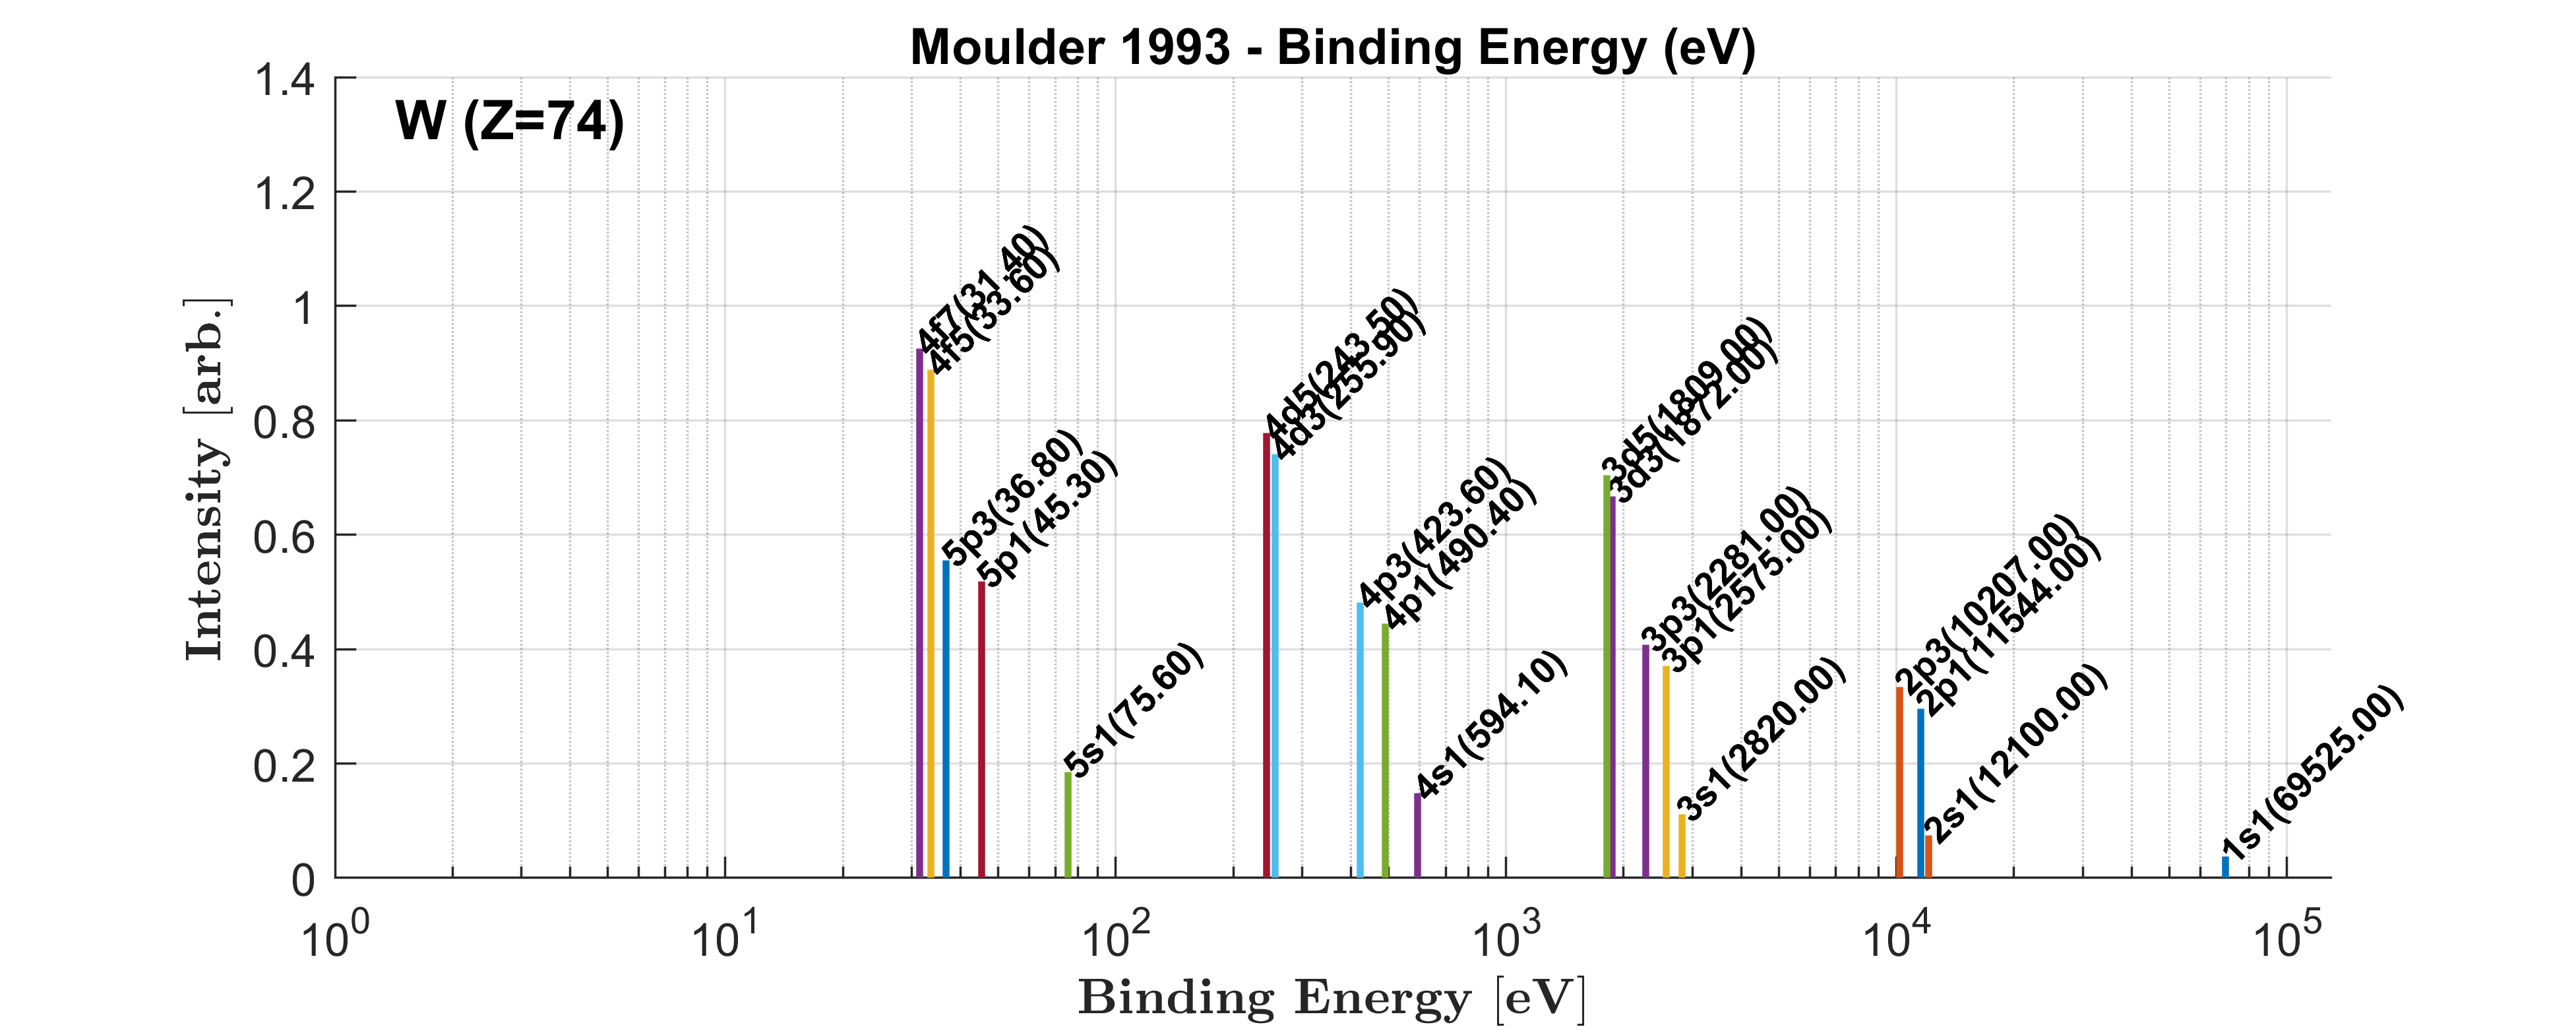 Moulder 1993 - Binding Energy (eV)
W (Z=74)
Intensity [arb.]
1.4
1.2
1
0.8
0.6
0.4
0.2
0
4f7(31.40)
4f5(33.60)
5p3(36.80)
5p1(45.30)
5s1(75.60)
4d5(243.50)
4d3(255.90)
4p3(423.60)
4p1(490.40)
4s1(594.10)
3d5(1809.00)
3d3(1872.00)
3p3(2281.00)
3p1(2575.00)
3s1(2820.00)
2p3(10207.00)
2p1(11544.00)
2s1(12100.00)
1s1(69525.00)
10^0 10^1 10^2 10^3 10^4 10^5
Binding Energy [eV]